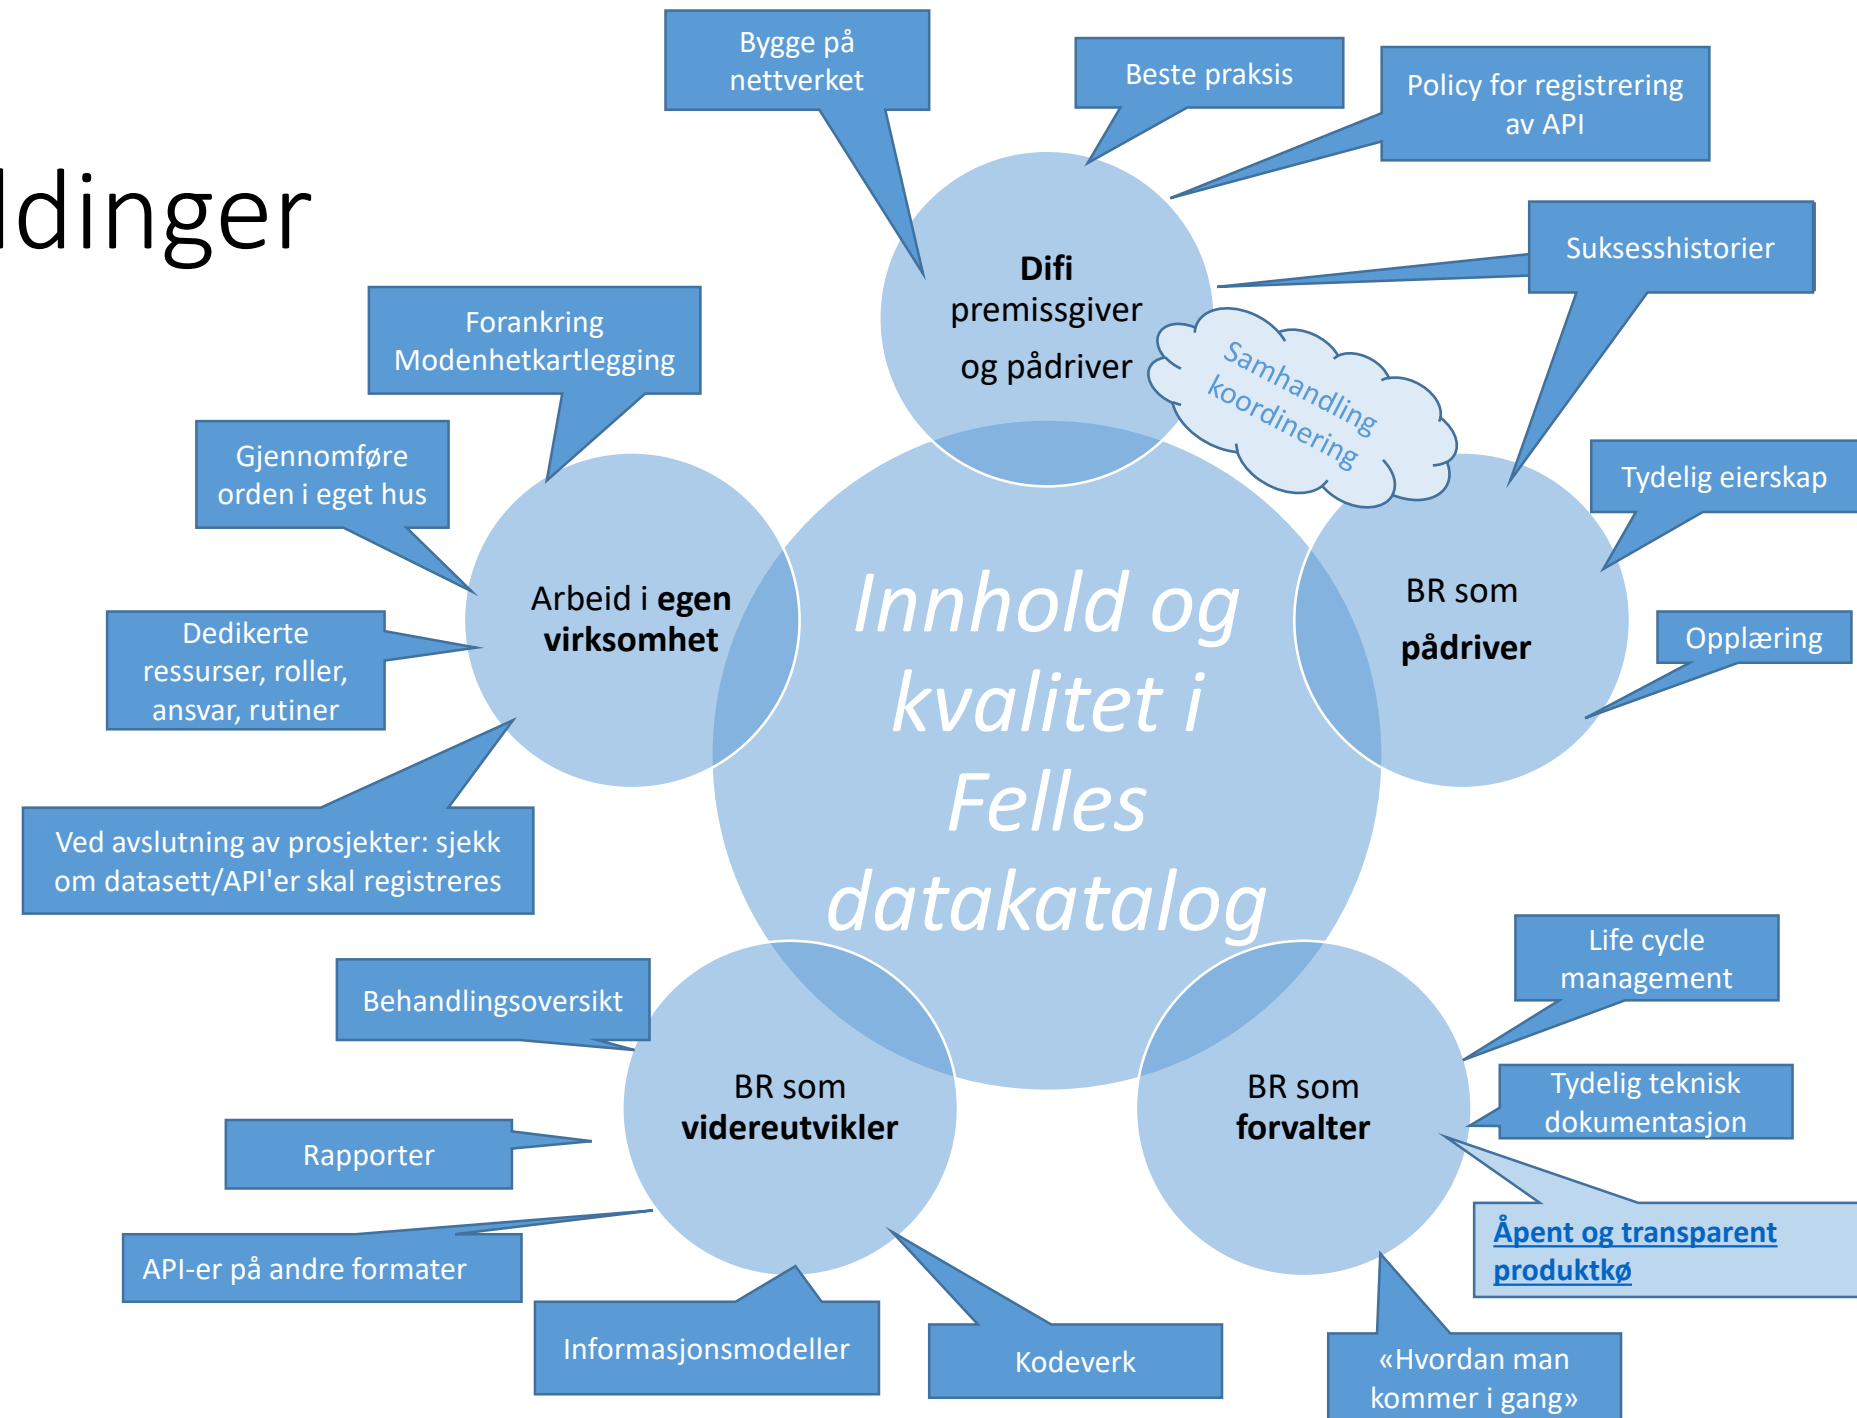 ldinger
Bygge på
nettverket
Beste praksis
Policy for registrering
av API
Suksesshistorier
Difi
premissgiver
og pådriver
Samhandling
koordinering
Forankring
Modenhetkartlegging
Gjennomføre
orden i eget hus
Tydelig eierskap
Arbeid i egen
virksomhet
Innhold og
kvalitet i
Felles
datakatalog
BR som
pådriver
Dedikerte
ressurser, roller,
ansvar, rutiner
Opplæring
Ved avslutning av prosjekter: sjekk
om datasett/API'er skal registreres
Behandlingsoversikt
Life cycle
management
BR som
videreutvikler
BR som
forvalter
Tydelig teknisk
dokumentasjon
Rapporter
Åpent og transparent
produktkø
API-er på andre formater
Informasjonsmodeller
Kodeverk
«Hvordan man
kommer i gang»